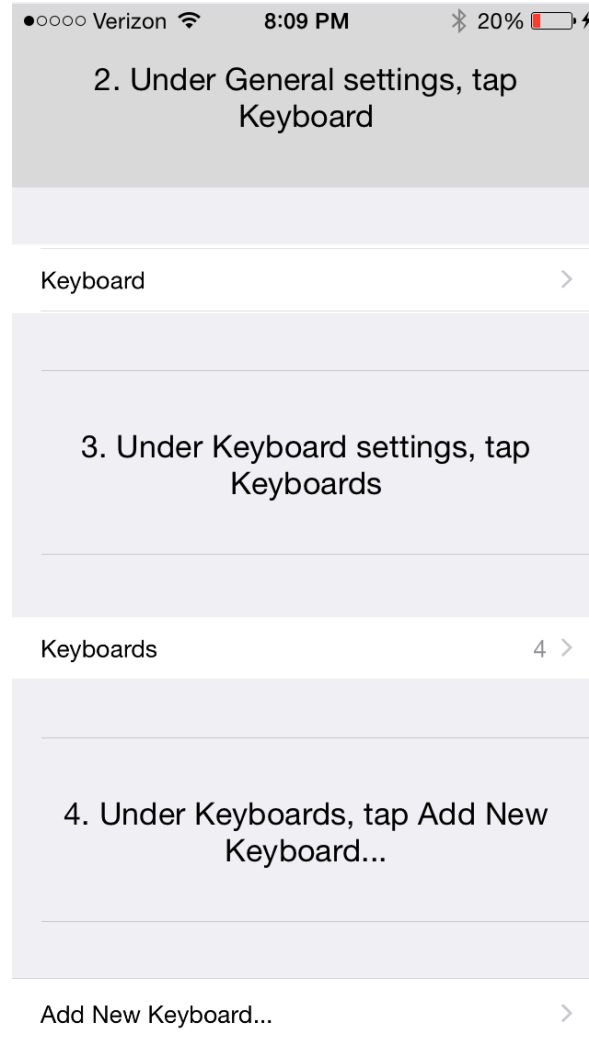 Verizon 8:09 PM 20%
2. Under General settings, tap
Keyboard
Keyboard
3. Under Keyboard settings, tap
Keyboards
Keyboards 4
4. Under Keyboards, tap Add New
Keyboard...
Add New Keyboard...